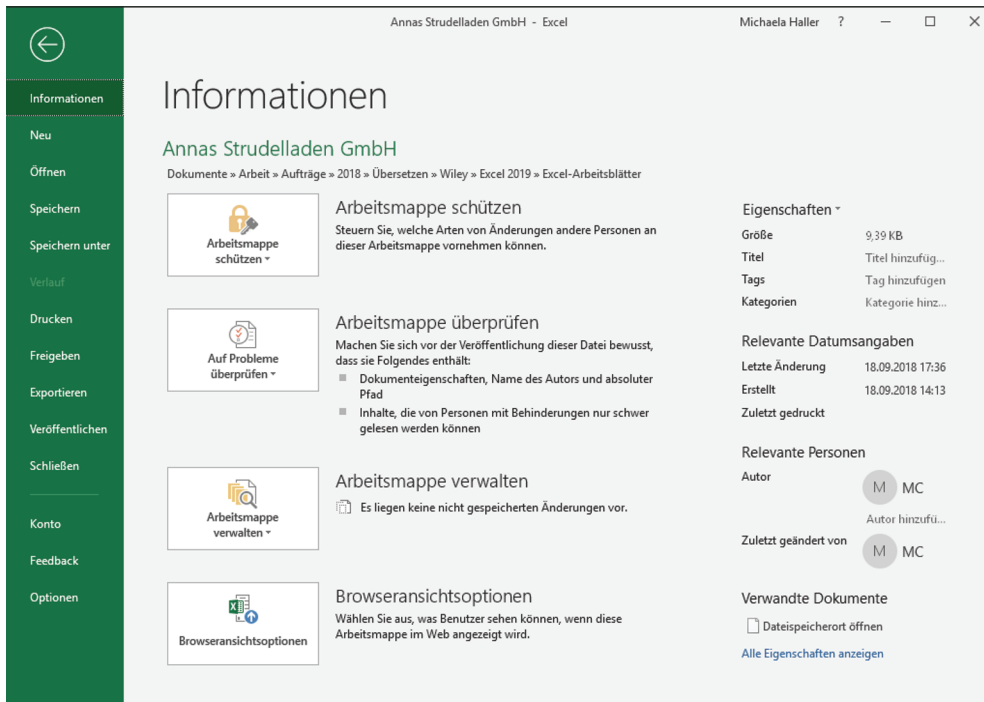 Annas Strudelladen GmbH - Excel
Michaela Haller ?
Informationen
Neu
Öffnen
Speichern
Speichern unter
Verlauf
Drucken
Freigeben
Exportieren
Veröffentlichen
Schließen
Konto
Feedback
Optionen
Informationen
Annas Strudelladen GmbH
Dokumente » Arbeit » Aufträge » 2018 » Übersetzen » Wiley » Excel 2019 » Excel-Arbeitsblätter
Arbeitsmappe
schützen
Arbeitsmappe schützen
Steuern Sie, welche Arten von Änderungen andere Personen an
dieser Arbeitsmappe vornehmen können.
Auf Probleme
überprüfen
Arbeitsmappe überprüfen
Machen Sie sich vor der Veröffentlichung dieser Datei bewusst,
dass sie Folgendes enthält:
Dokumenteigenschaften, Name des Autors und absoluter
Pfad
Inhalte, die von Personen mit Behinderungen nur schwer
gelesen werden können
Arbeitsmappe
verwalten
Arbeitsmappe verwalten
Es liegen keine nicht gespeicherten Änderungen vor.
Browseransichtsoptionen
Browseransichtsoptionen
Wählen Sie aus, was Benutzer sehen können, wenn diese
Arbeitsmappe im Web angezeigt wird.
Eigenschaften
Größe 9,39 KB
Titel Titel hinzufüg...
Tags Tag hinzufügen
Kategorien Kategorie hinz...
Relevante Datumsangaben
Letzte Änderung 18.09.2018 17:36
Erstellt 18.09.2018 14:13
Zuletzt gedruckt
Relevante Personen
Autor
M MC
Autor hinzufü...
Zuletzt geändert von
M MC
Verwandte Dokumente
Dateispeicherort öffnen
Alle Eigenschaften anzeigen